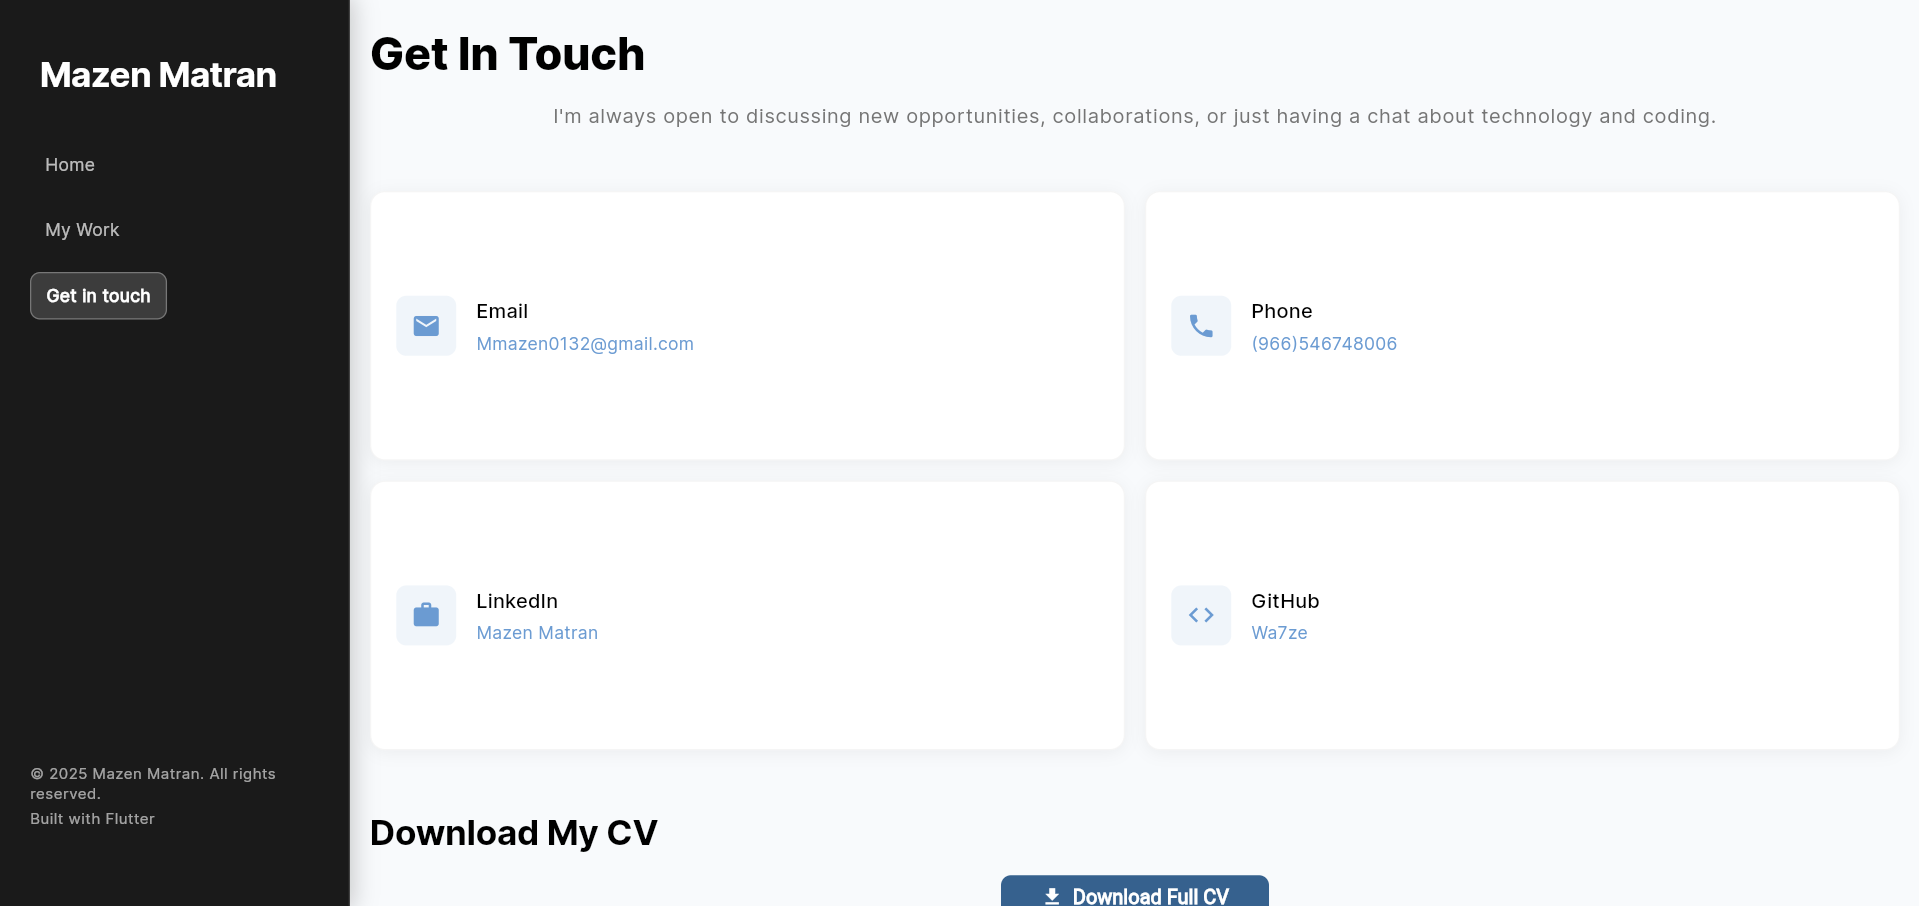 Mazen Matran
Home
My Work
Get in touch
© 2025 Mazen Matran. All rights
reserved.
Built with Flutter
Get In Touch
I'm always open to discussing new opportunities, collaborations, or just having a chat about technology and coding.
Email
Mmazen0132@gmail.com
Phone
(966)546748006
LinkedIn
Mazen Matran
GitHub
Wa7ze
Download My CV
Download Full CV